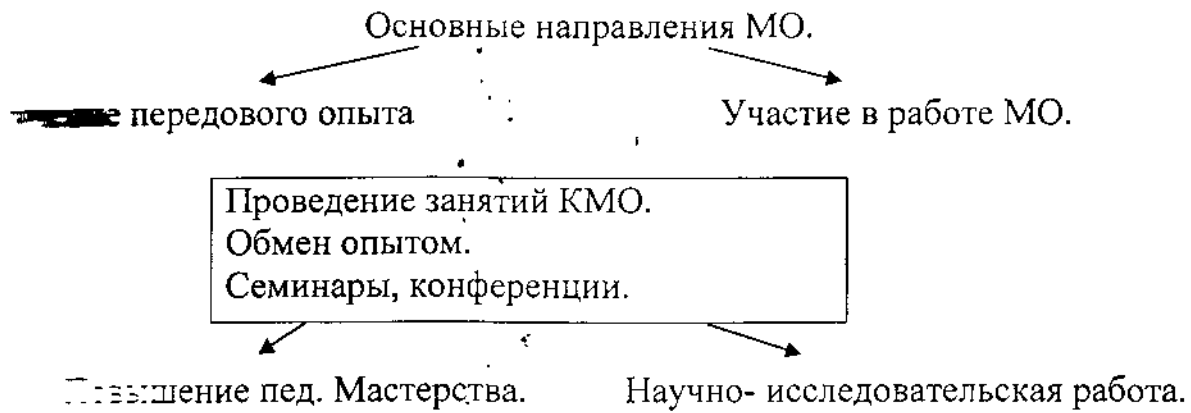 Основные направления МО.
передового опыта
Участие в работе МО.
Проведение занятий КМО.
Обмен опытом.
Семинары, конференции.
Повышение пед. Мастерства.
Научно- исследовательская работа.